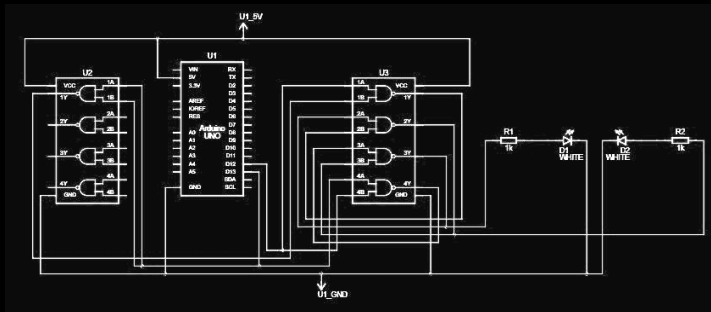 U1_5V
U2
VCC
1Y
2Y
3Y
4Y
GND
1A
1B
2A
2B
3A
3B
4A
4B
U1
VIN
5V
3.3V
AREF
IOREF
RES
A0
A1
A2
A3
A4
A5
GND
Arduino
UNO
RX
TX
D2
D3
D4
D5
D6
D7
D8
D9
D10
D11
D12
D13
SDA
SCL
U3
1A
1B
2A
2B
3A
3B
4A
4B
VCC
1Y
2Y
3Y
4Y
GND
R1
1k
D1
WHITE
D2
WHITE
R2
1k
U1_GND